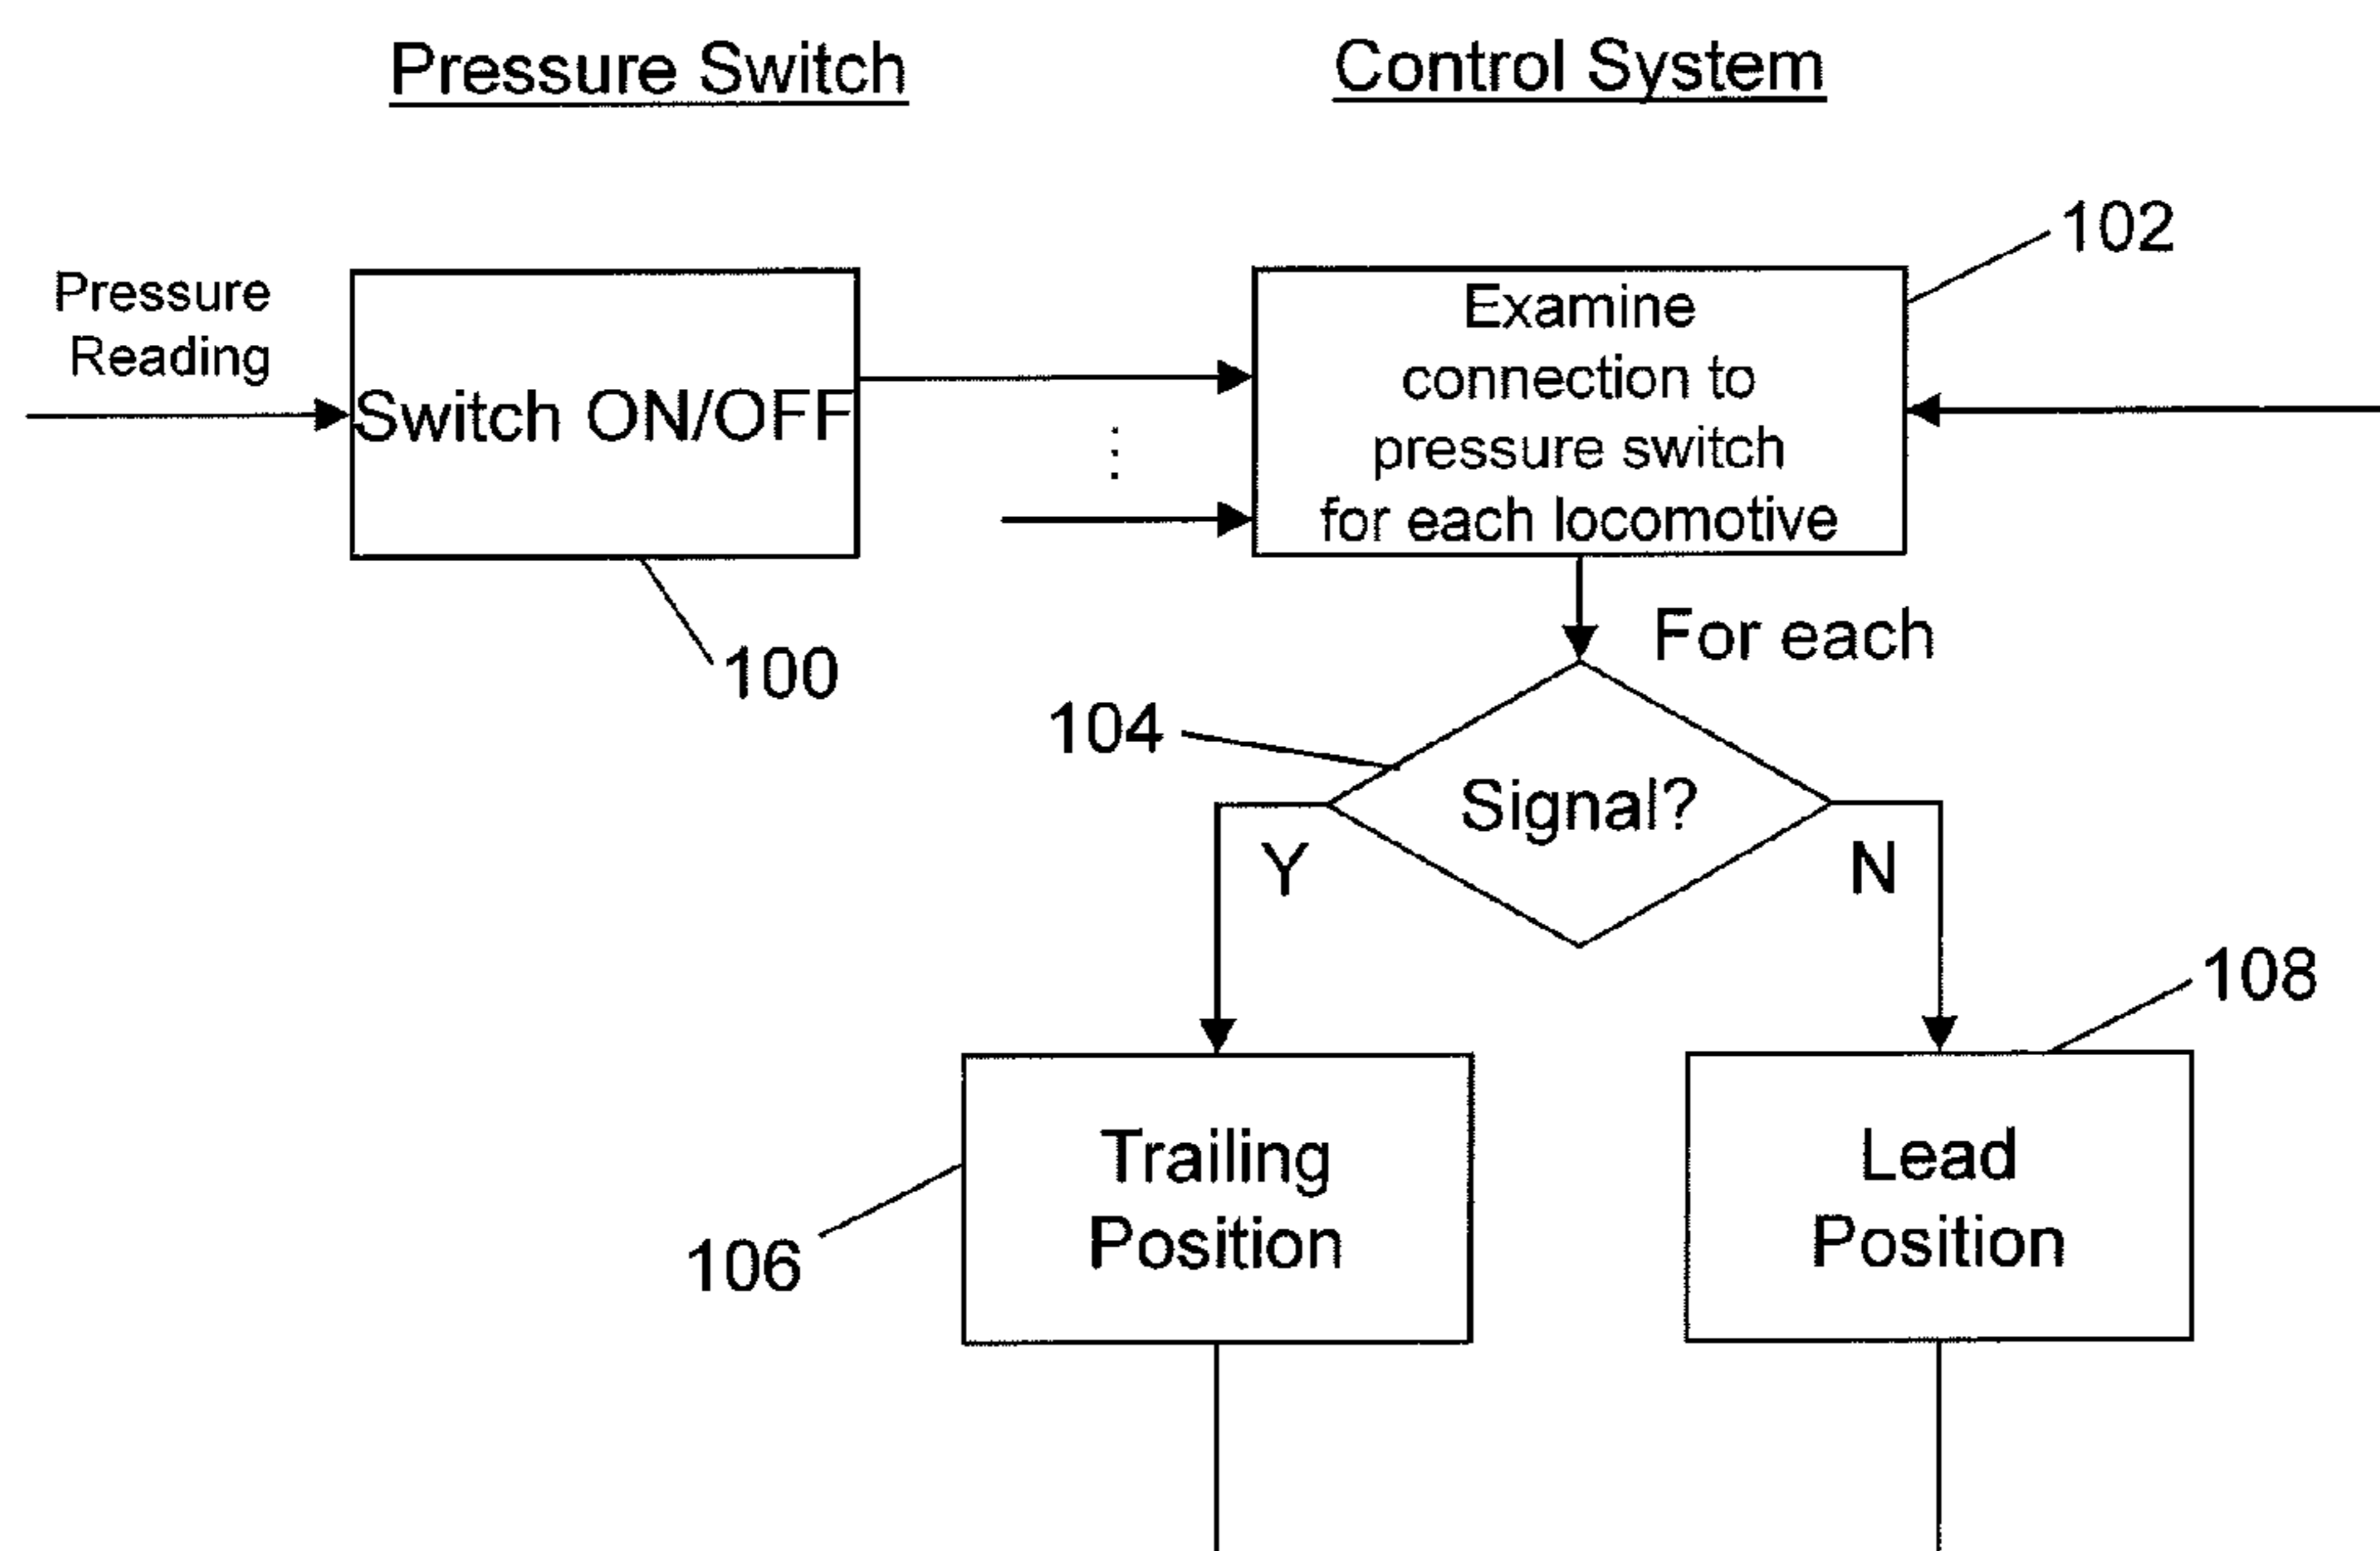 Pressure Switch
Control System
102
Pressure
Reading
Switch ON/OFF
Examine
connection to
pressure switch
for each locomotive
100
For each
104
Signal?
Y
N
108
Trailing
Position
Lead
Position
106